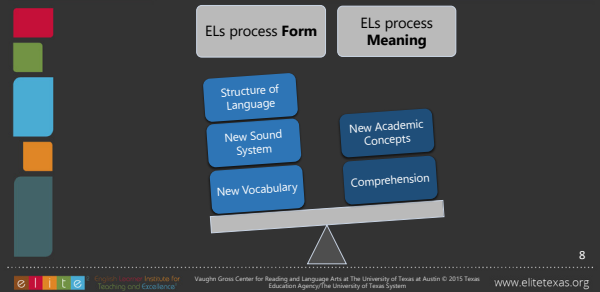 ELs process Form
ELs process
Meaning
Structure of
Language
New Sound
System
New Vocabulary
New Academic
Concepts
Comprehension
8
elite
English Learner Institute for
Teaching and Excellence
Vaughn Gross Center for Reading and Language Arts at The University of Texas at Austin © 2015 Texas
Education Agency/The University of Texas System
www.elitetexas.org